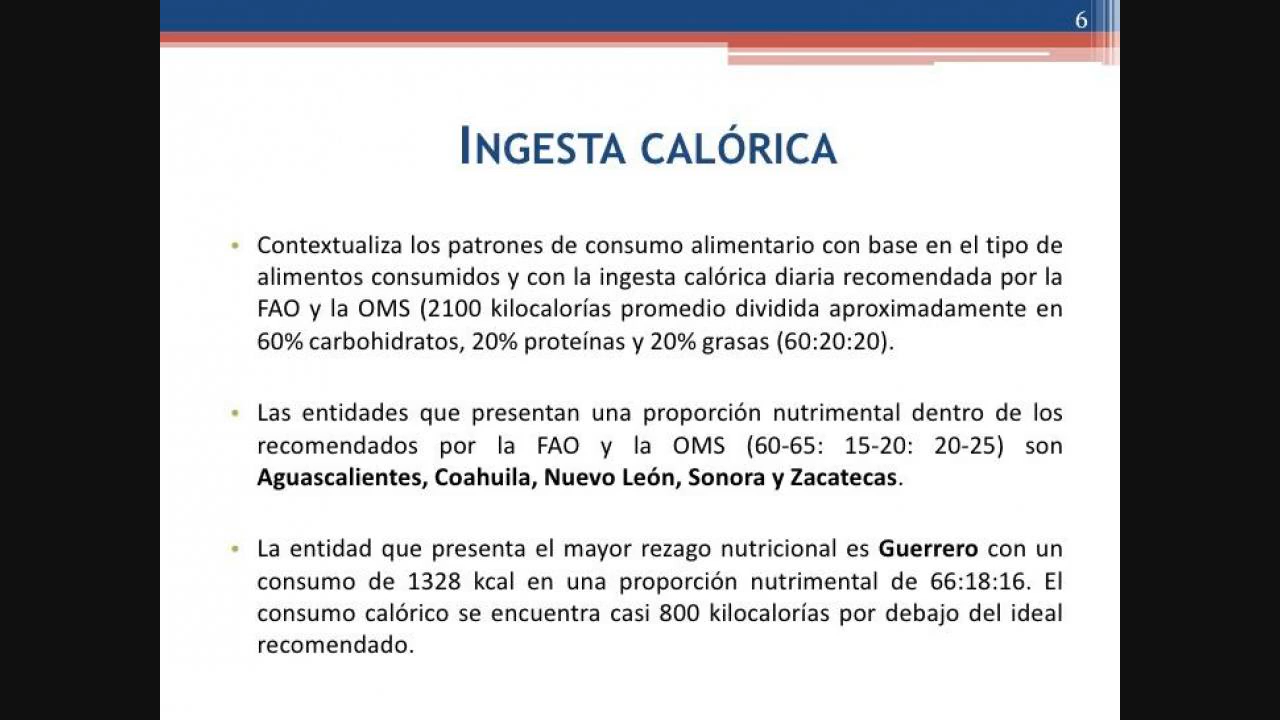 6
INGESTA CALÓRICA
• Contextualiza los patrones de consumo alimentario con base en el tipo de
alimentos consumidos y con la ingesta calórica diaria recomendada por la
FAO y la OMS (2100 kilocalorías promedio dividida aproximadamente en
60% carbohidratos, 20% proteínas y 20% grasas (60:20:20).
• Las entidades que presentan una proporción nutrimental dentro de los
recomendados por la FAO y la OMS (60-65: 15-20: 20-25) son
Aguascalientes, Coahuila, Nuevo León, Sonora y Zacatecas.
• La entidad que presenta el mayor rezago nutricional es Guerrero con un
consumo de 1328 kcal en una proporción nutrimental de 66:18:16. El
consumo calórico se encuentra casi 800 kilocalorías por debajo del ideal
recomendado.